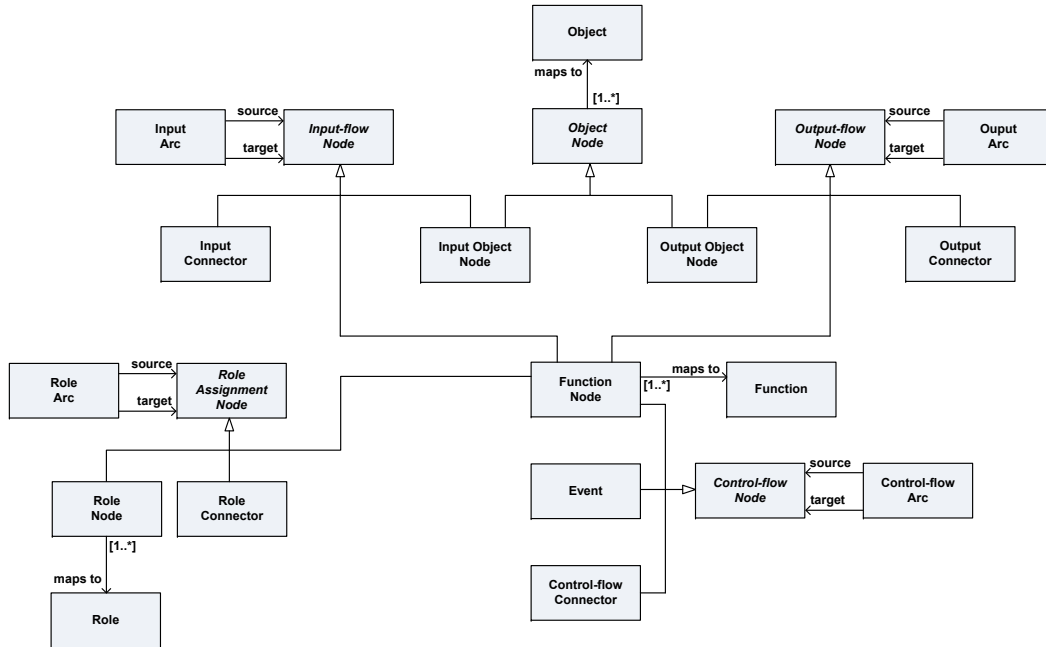 Object
maps to
[1..*]
source
source
Input
Arc
Input-flow
Node
Object
Node
Output-flow
Node
Ouput
Arc
target
target
Input
Connector
Input Object
Node
Output Object
Node
Output
Connector
source
Role
Arc
Role
Assignment
Node
target
Function
Node
maps to
[1..*]
Function
Event
Control-flow
Node
source
target
Control-flow
Arc
Role
Node
Role
Connector
[1..*]
maps to
Role
Control-flow
Connector